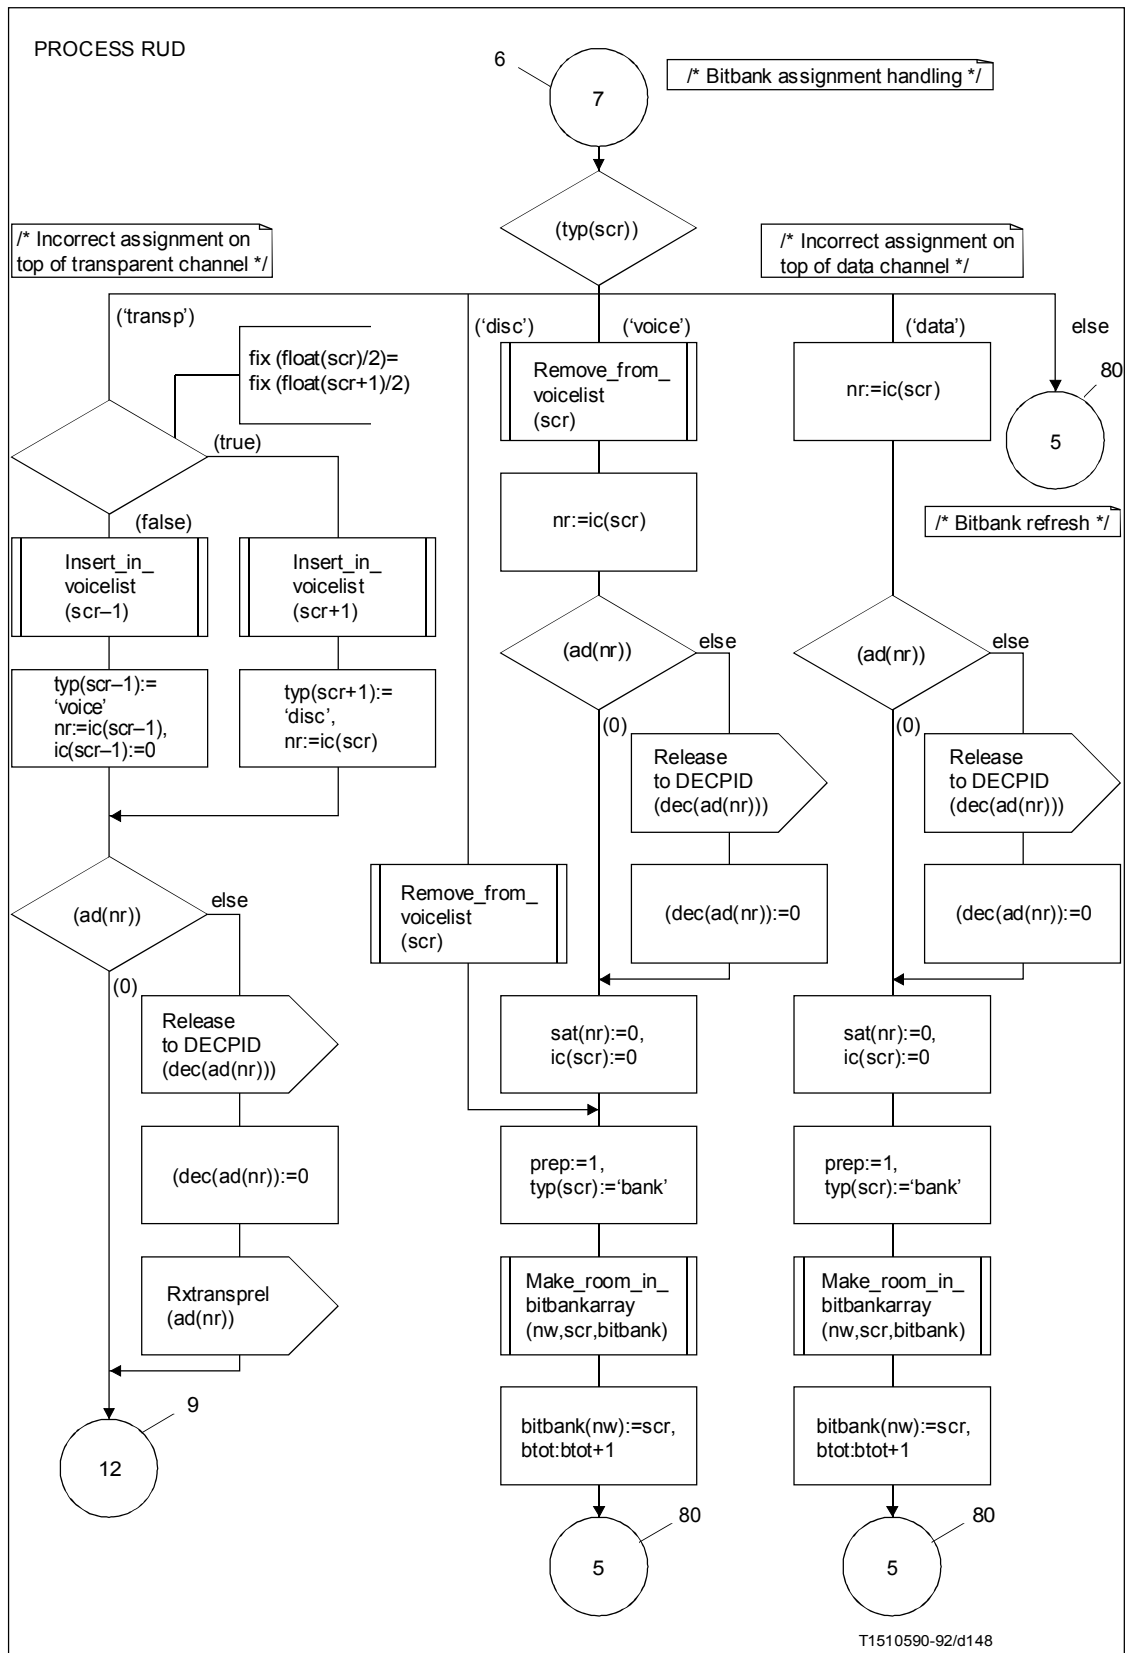 PROCESS RUD
6
7
/* Bitbank assignment handling */
(typ(scr))
/* Incorrect assignment on
top of transparent channel */
/* Incorrect assignment on
top of data channel */
(‘transp’)
(‘disc’)
(‘voice’)
(‘data’)
else
fix (float(scr)/2)=
fix (float(scr+1)/2)
(true)
(false)
Remove_from_
voicelist
(scr)
nr:=ic(scr)
80
5
/* Bitbank refresh */
nr:=ic(scr)
Insert_in_
voicelist
(scr–1)
Insert_in_
voicelist
(scr+1)
(ad(nr))
else
(0)
(ad(nr))
else
(0)
typ(scr–1):=
‘voice’
nr:=ic(scr–1),
ic(scr–1):=0
typ(scr+1):=
‘disc’,
nr:=ic(scr)
Release
to DECPID
(dec(ad(nr)))
Release
to DECPID
(dec(ad(nr)))
(ad(nr))
else
(0)
Remove_from_
voicelist
(scr)
(dec(ad(nr)):=0
(dec(ad(nr)):=0
Release
to DECPID
(dec(ad(nr)))
sat(nr):=0,
ic(scr):=0
sat(nr):=0,
ic(scr):=0
(dec(ad(nr)):=0
prep:=1,
typ(scr):=‘bank’
prep:=1,
typ(scr):=‘bank’
Rxtransprel
(ad(nr))
Make_room_in_
bitbankarray
(nw,scr,bitbank)
Make_room_in_
bitbankarray
(nw,scr,bitbank)
9
12
bitbank(nw):=scr,
btot:btot+1
bitbank(nw):=scr,
btot:btot+1
80
5
80
5
T1510590-92/d148